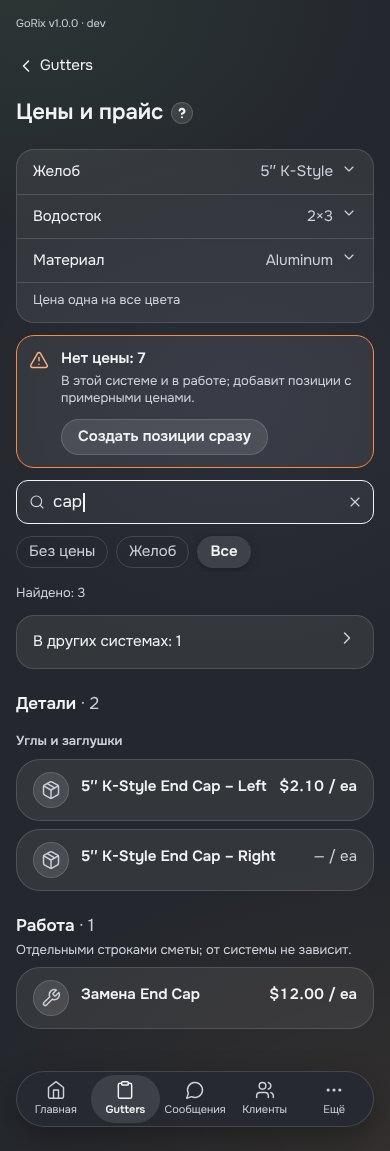 GoRix v1.0.0 · dev
Gutters
Цены и прайс ?
Желоб 5″ K-Style
Водосток 2×3
Материал Aluminum
Цена одна на все цвета
Нет цены: 7
В этой системе и в работе; добавит позиции с
примерными ценами.
Создать позиции сразу
cap
Без цены Желоб Все
Найдено: 3
В других системах: 1
Детали · 2
Углы и заглушки
5″ K-Style End Cap – Left $2.10 / ea
5″ K-Style End Cap – Right — / ea
Работа · 1
Отдельными строками сметы; от системы не зависит.
Замена End Cap $12.00 / ea
Главная Gutters Сообщения Клиенты Ещё